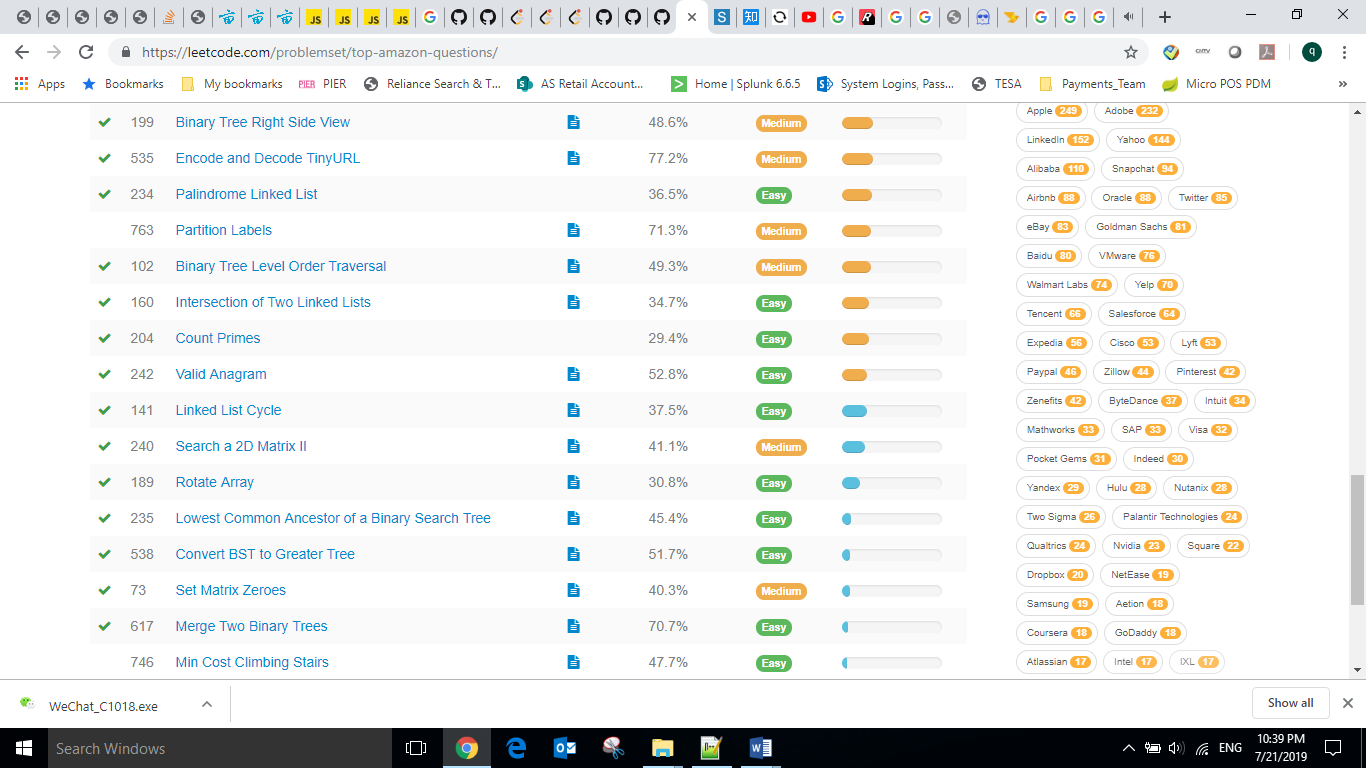 https://leetcode.com/problemset/top-amazon-questions/
Apps Bookmarks My bookmarks PIER PIER Reliance Search & T... AS Retail Account... Home | Splunk 6.6.5 System Logins, Pass... TESA Payments_Team Micro POS PDM »
199 Binary Tree Right Side View 48.6% Medium
535 Encode and Decode TinyURL 77.2% Medium
234 Palindrome Linked List 36.5% Easy
763 Partition Labels 71.3% Medium
102 Binary Tree Level Order Traversal 49.3% Medium
160 Intersection of Two Linked Lists 34.7% Easy
204 Count Primes 29.4% Easy
242 Valid Anagram 52.8% Easy
141 Linked List Cycle 37.5% Easy
240 Search a 2D Matrix II 41.1% Medium
189 Rotate Array 30.8% Easy
235 Lowest Common Ancestor of a Binary Search Tree 45.4% Easy
538 Convert BST to Greater Tree 51.7% Easy
73 Set Matrix Zeroes 40.3% Medium
617 Merge Two Binary Trees 70.7% Easy
746 Min Cost Climbing Stairs 47.7% Easy
Apple 249 Adobe 232
LinkedIn 152 Yahoo 144
Alibaba 110 Snapchat 94
Airbnb 88 Oracle 88 Twitter 85
eBay 83 Goldman Sachs 81
Baidu 80 VMware 76
Walmart Labs 74 Yelp 70
Tencent 66 Salesforce 64
Expedia 56 Cisco 53 Lyft 53
Paypal 46 Zillow 44 Pinterest 42
Zenefits 42 ByteDance 37 Intuit 34
Mathworks 33 SAP 33 Visa 32
Pocket Gems 31 Indeed 30
Yandex 29 Hulu 28 Nutanix 28
Two Sigma 26 Palantir Technologies 24
Qualtrics 24 Nvidia 23 Square 22
Dropbox 20 NetEase 19
Samsung 19 Aetion 18
Coursera 18 GoDaddy 18
Atlassian 17 Intel 17 IXL 17
WeChat_C1018.exe Show all
Search Windows ENG 10:39 PM
7/21/2019